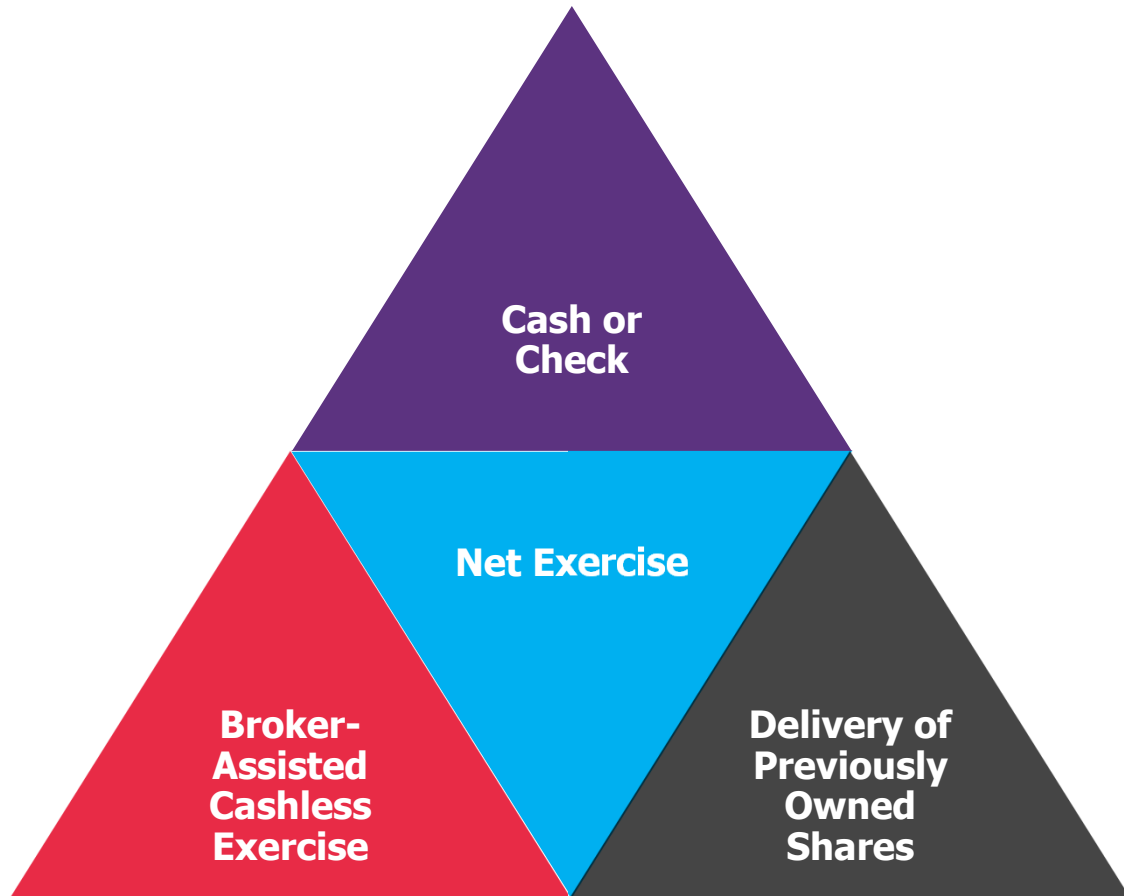 Cash or
Check
Net Exercise
Broker-
Assisted
Cashless
Exercise
Delivery of
Previously
Owned
Shares